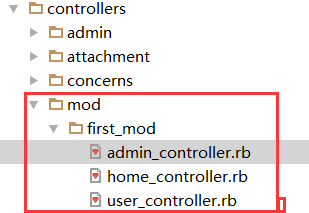 controllers
admin
attachment
concerns
mod
first_mod
admin_controller.rb
home_controller.rb
user_controller.rb